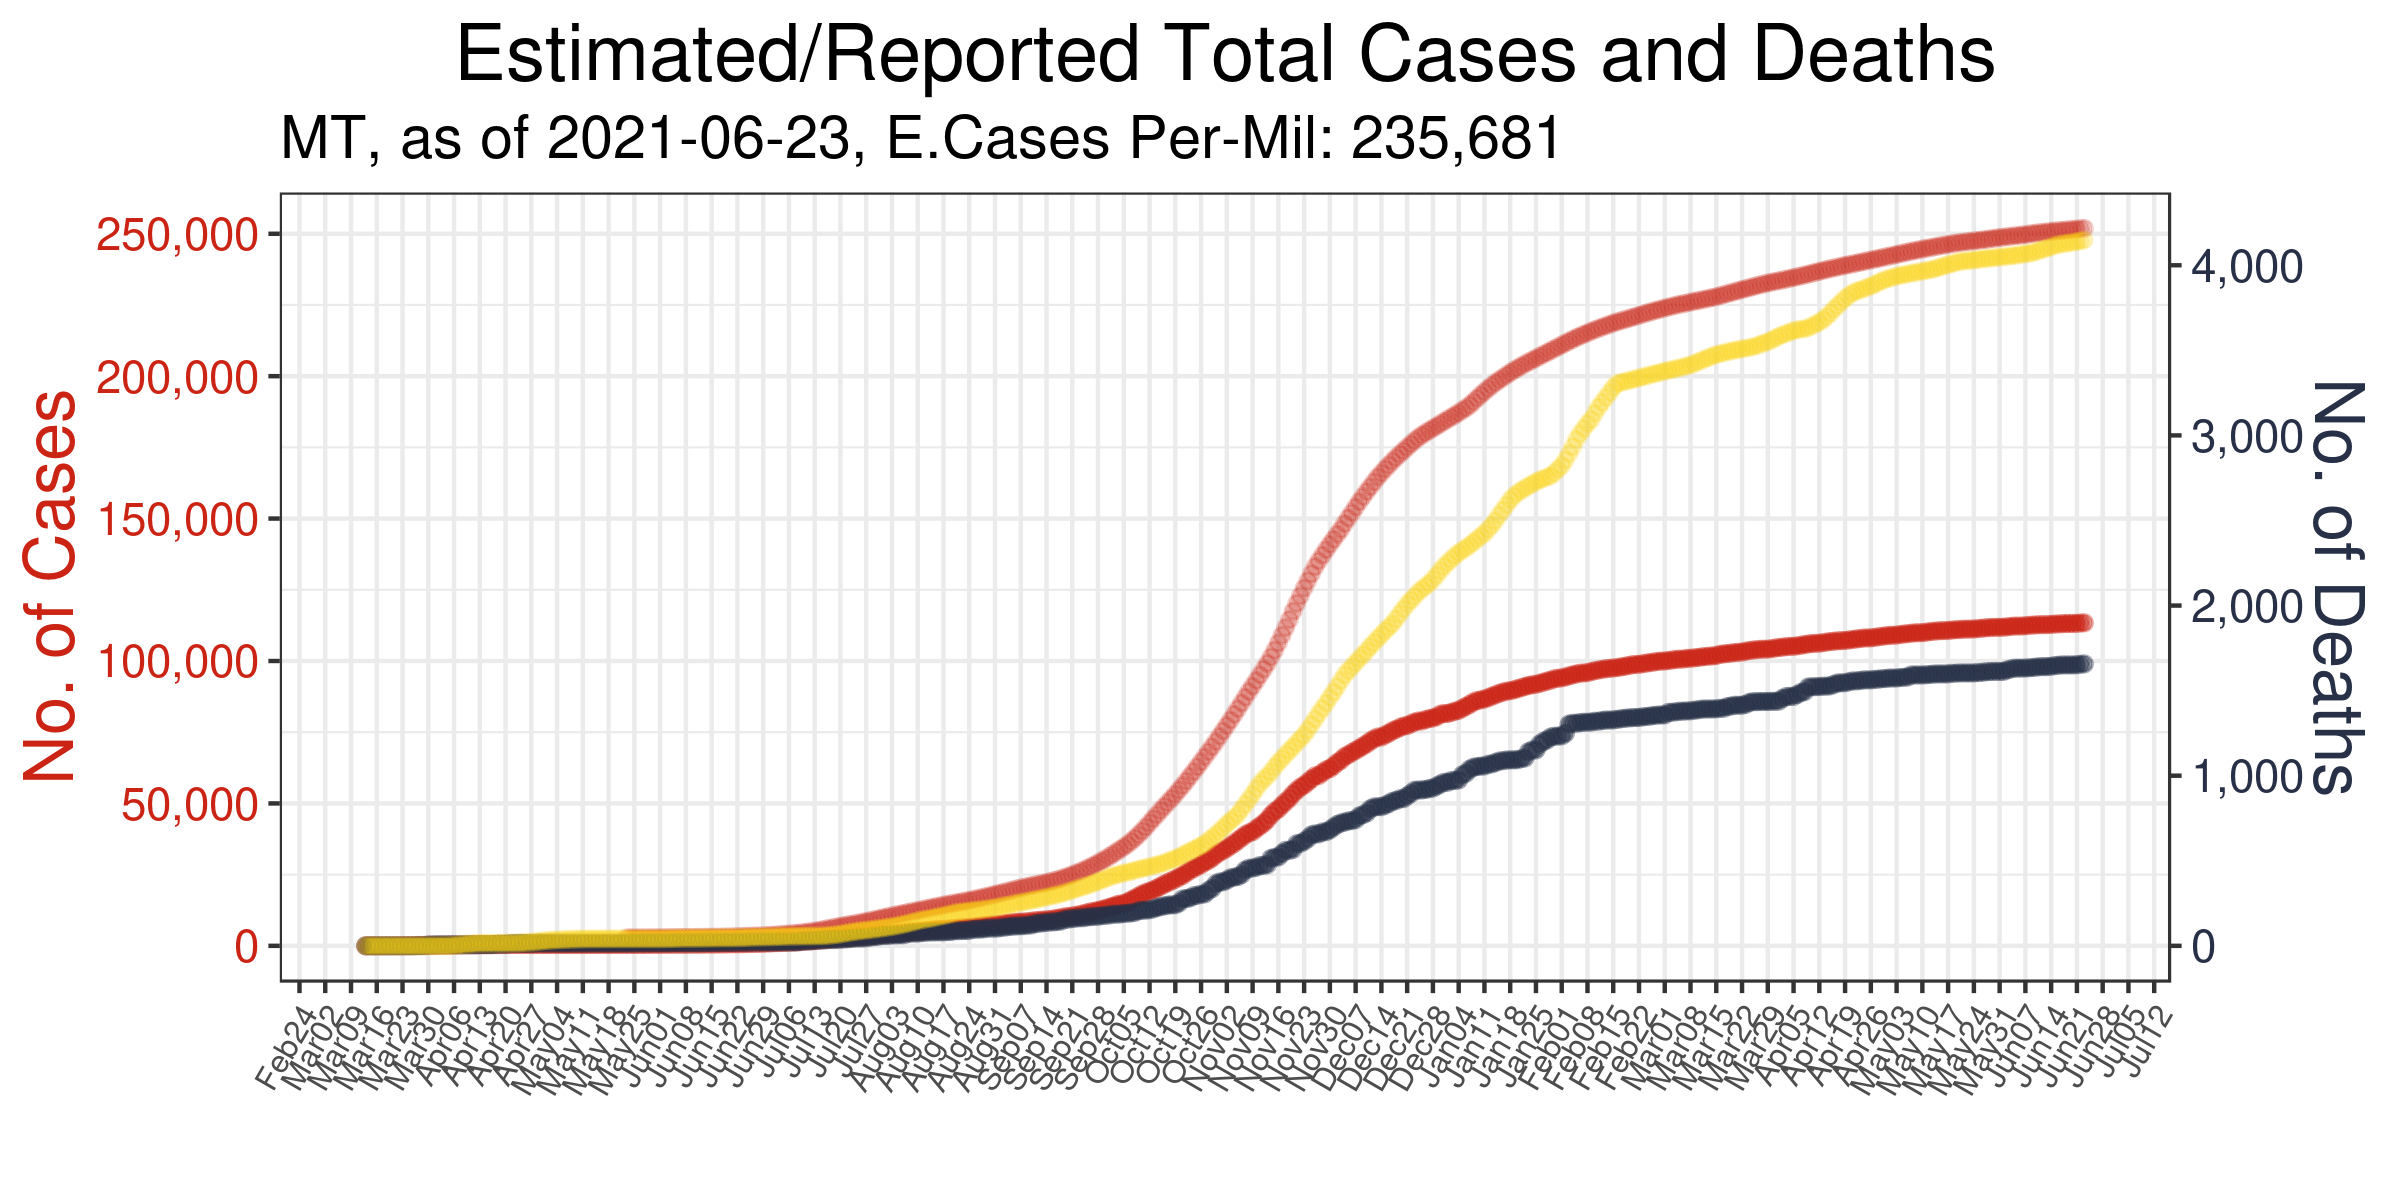 Estimated/Reported Total Cases and Deaths
MT, as of 2021-06-23, E.Cases Per-Mil: 235,681
No. of Cases
250,000
200,000
150,000
100,000
50,000
0
4,000
3,000
2,000
1,000
0
No. of Deaths
Feb24
Mar02
Mar09
Mar16
Mar23
Mar30
Apr06
Apr13
Apr20
Apr27
May04
May11
May18
May25
Jun01
Jun08
Jun15
Jun22
Jun29
Jul06
Jul13
Jul20
Jul27
Aug03
Aug10
Aug17
Aug24
Aug31
Sep07
Sep14
Sep21
Sep28
Oct05
Oct12
Oct19
Oct26
Nov02
Nov09
Nov16
Nov23
Nov30
Dec07
Dec14
Dec21
Dec28
Jan04
Jan11
Jan18
Jan25
Feb01
Feb08
Feb15
Feb22
Mar01
Mar08
Mar15
Mar22
Mar29
Apr05
Apr12
Apr19
Apr26
May03
May10
May17
May24
May31
Jun07
Jun14
Jun21
Jun28
Jul05
Jul12